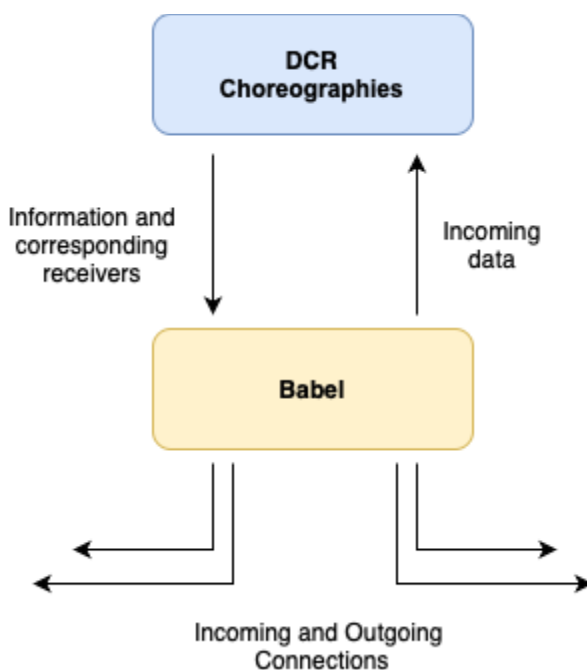 DCR
Choreographies
Information and
corresponding
receivers
Incoming
data
Babel
Incoming and Outgoing
Connections